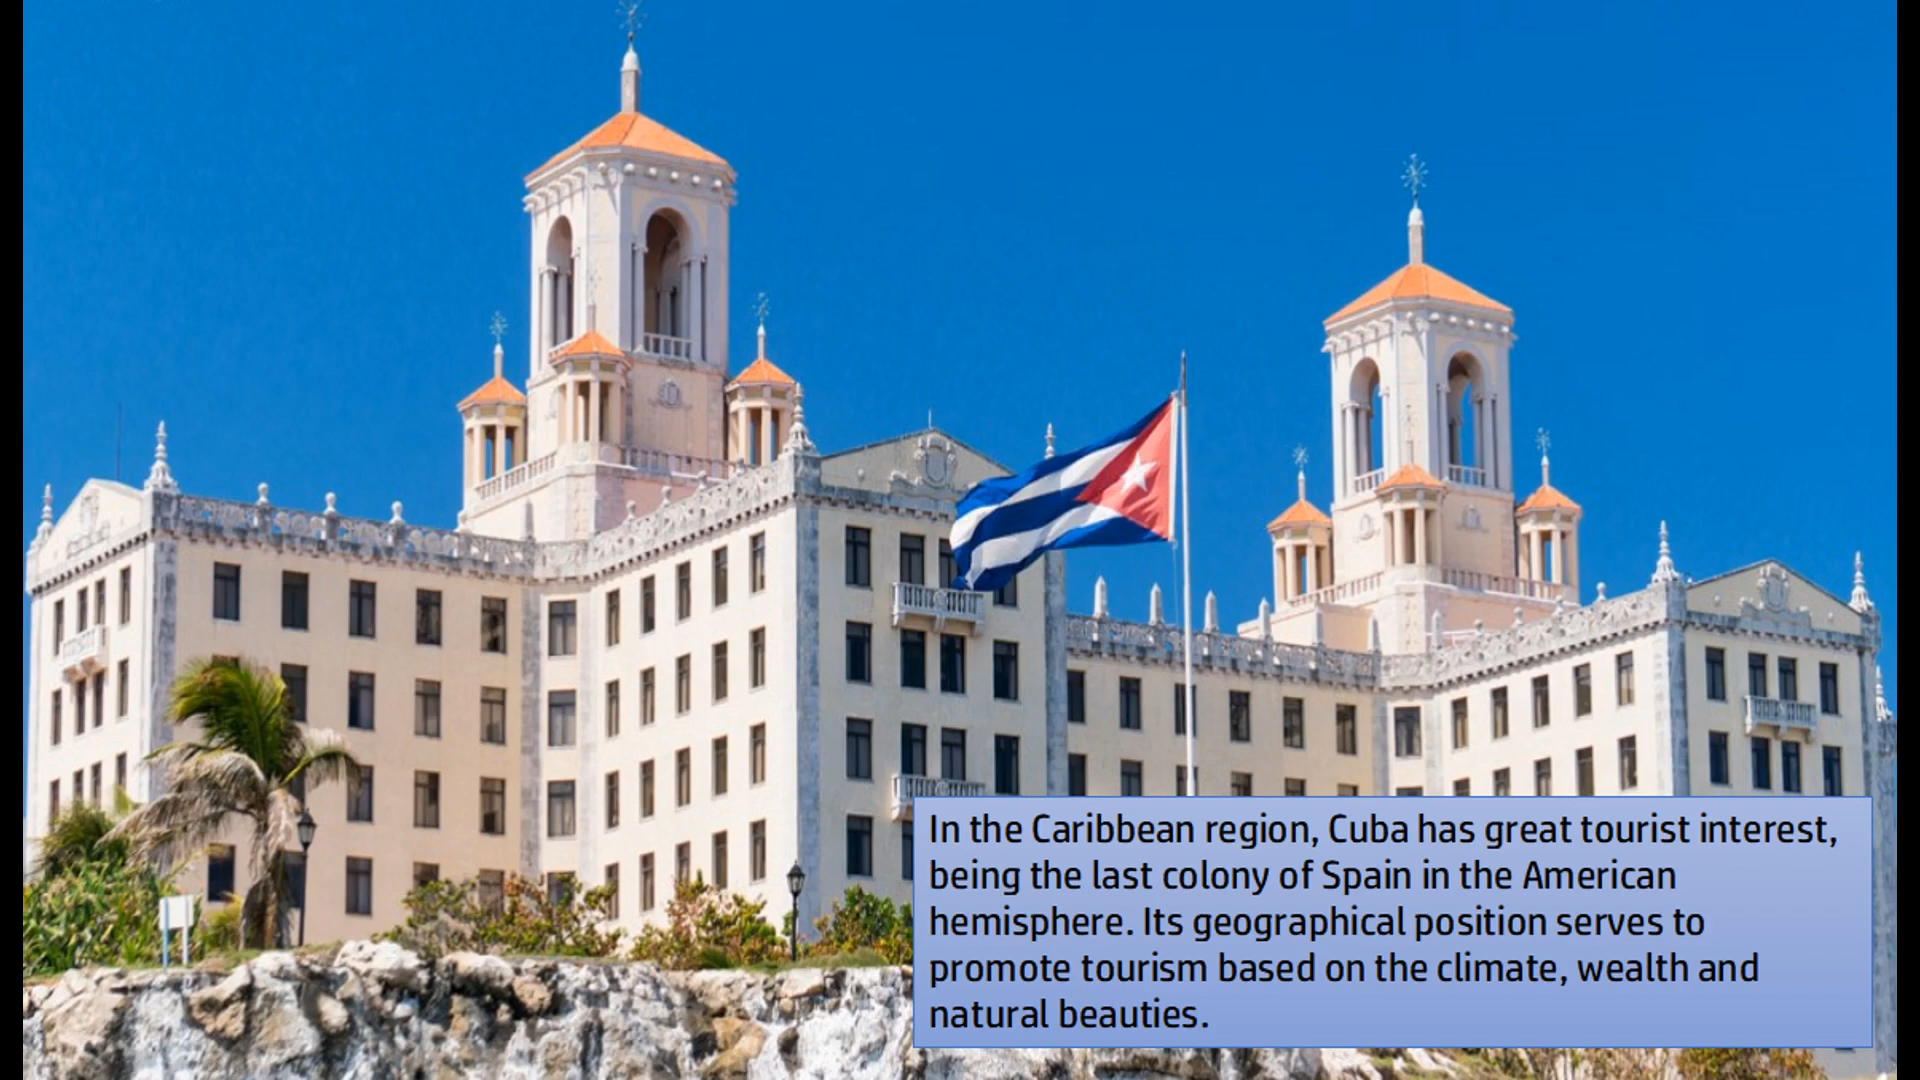 In the Caribbean region, Cuba has great tourist interest,
being the last colony of Spain in the American
hemisphere. Its geographical position serves to
promote tourism based on the climate, wealth and
natural beauties.